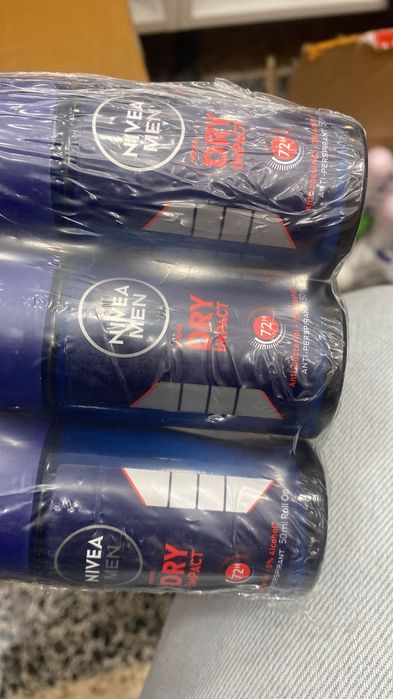 NIVEA
MEN
DRY
IMPACT
72H
ANTI-PERSPIRANT
NIVEA
MEN
DRY
IMPACT
72H
ANTI-PERSPIRANT
NIVEA
MEN
DRY
IMPACT
72H
0% Alcohol*
50ml Roll On